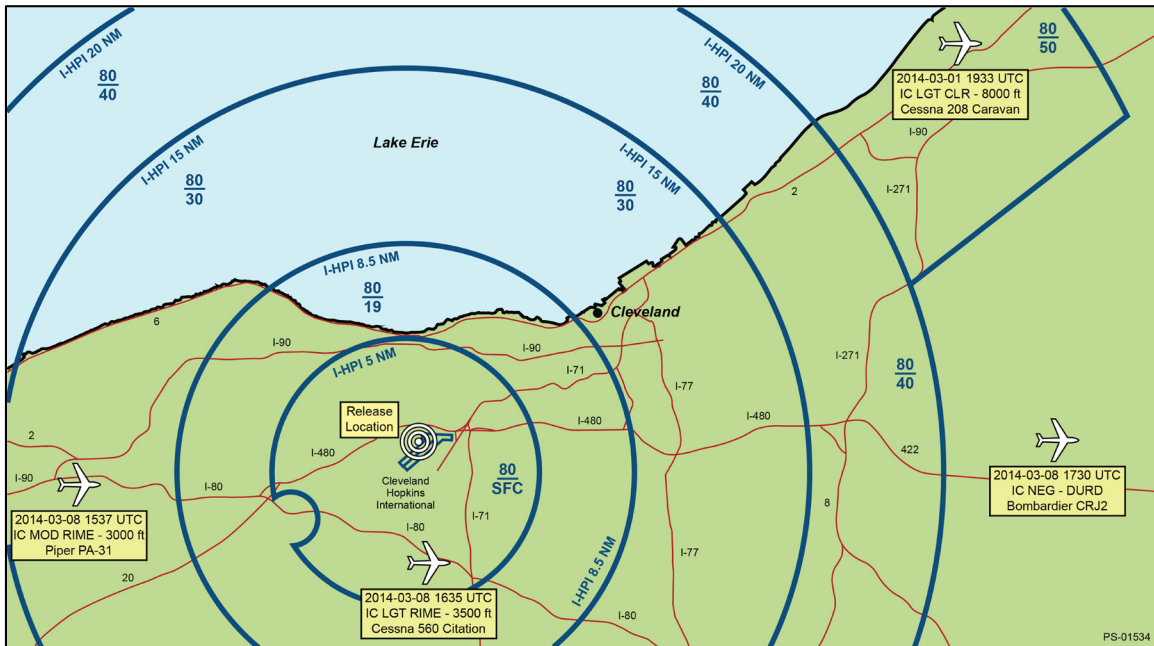 I-HPI 20 NM
80
40
I-HPI 15 NM
80
30
Lake Erie
I-HPI 20 NM
80
40
I-HPI 15 NM
80
30
80
50
2014-03-01 1933 UTC
IC LGT CLR - 8000 ft
Cessna 208 Caravan
I-90
I-271
2
I-HPI 8.5 NM
80
19
Cleveland
6
I-90
I-90
I-HPI 5 NM
I-71
I-77
I-271
80
40
Release
Location
I-480
I-480
I-480
2
I-480
422
Cleveland
Hopkins
International
80
SFC
I-90
I-80
2014-03-08 1537 UTC
IC MOD RIME - 3000 ft
Piper PA-31
2014-03-08 1730 UTC
IC NEG - DURD
Bombardier CRJ2
8
I-71
I-80
I-77
20
2014-03-08 1635 UTC
IC LGT RIME - 3500 ft
Cessna 560 Citation
I-HPI 8.5 NM
I-80
PS-01534